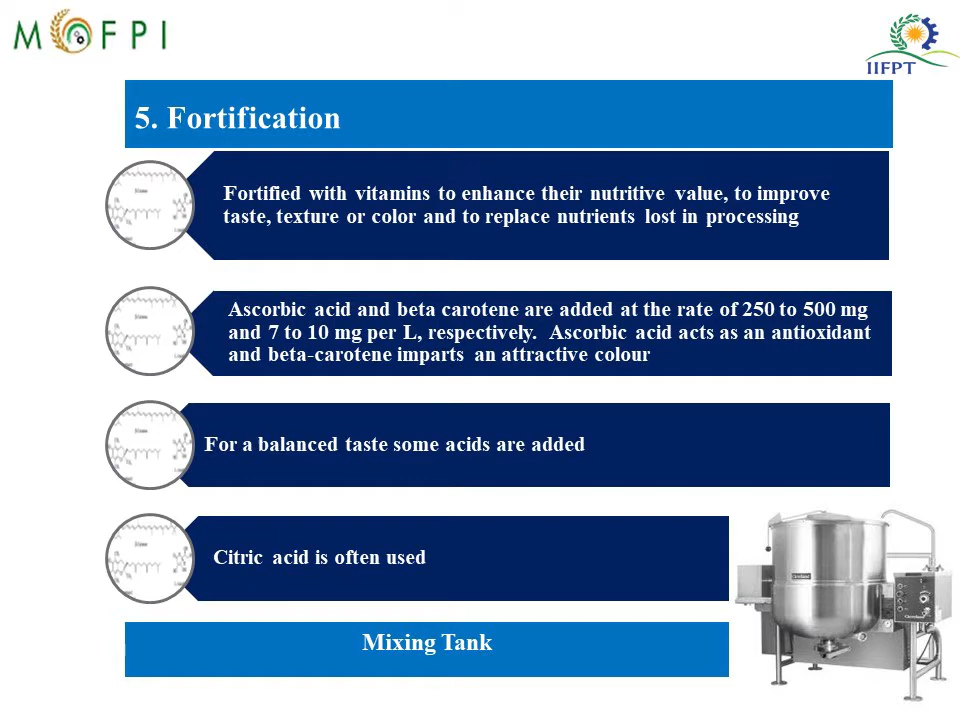 MOFPI
IIFPT
5. Fortification
Fortified with vitamins to enhance their nutritive value, to improve
taste, texture or color and to replace nutrients lost in processing
Ascorbic acid and beta carotene are added at the rate of 250 to 500 mg
and 7 to 10 mg per L, respectively. Ascorbic acid acts as an antioxidant
and beta-carotene imparts an attractive colour
For a balanced taste some acids are added
Citric acid is often used
Mixing Tank